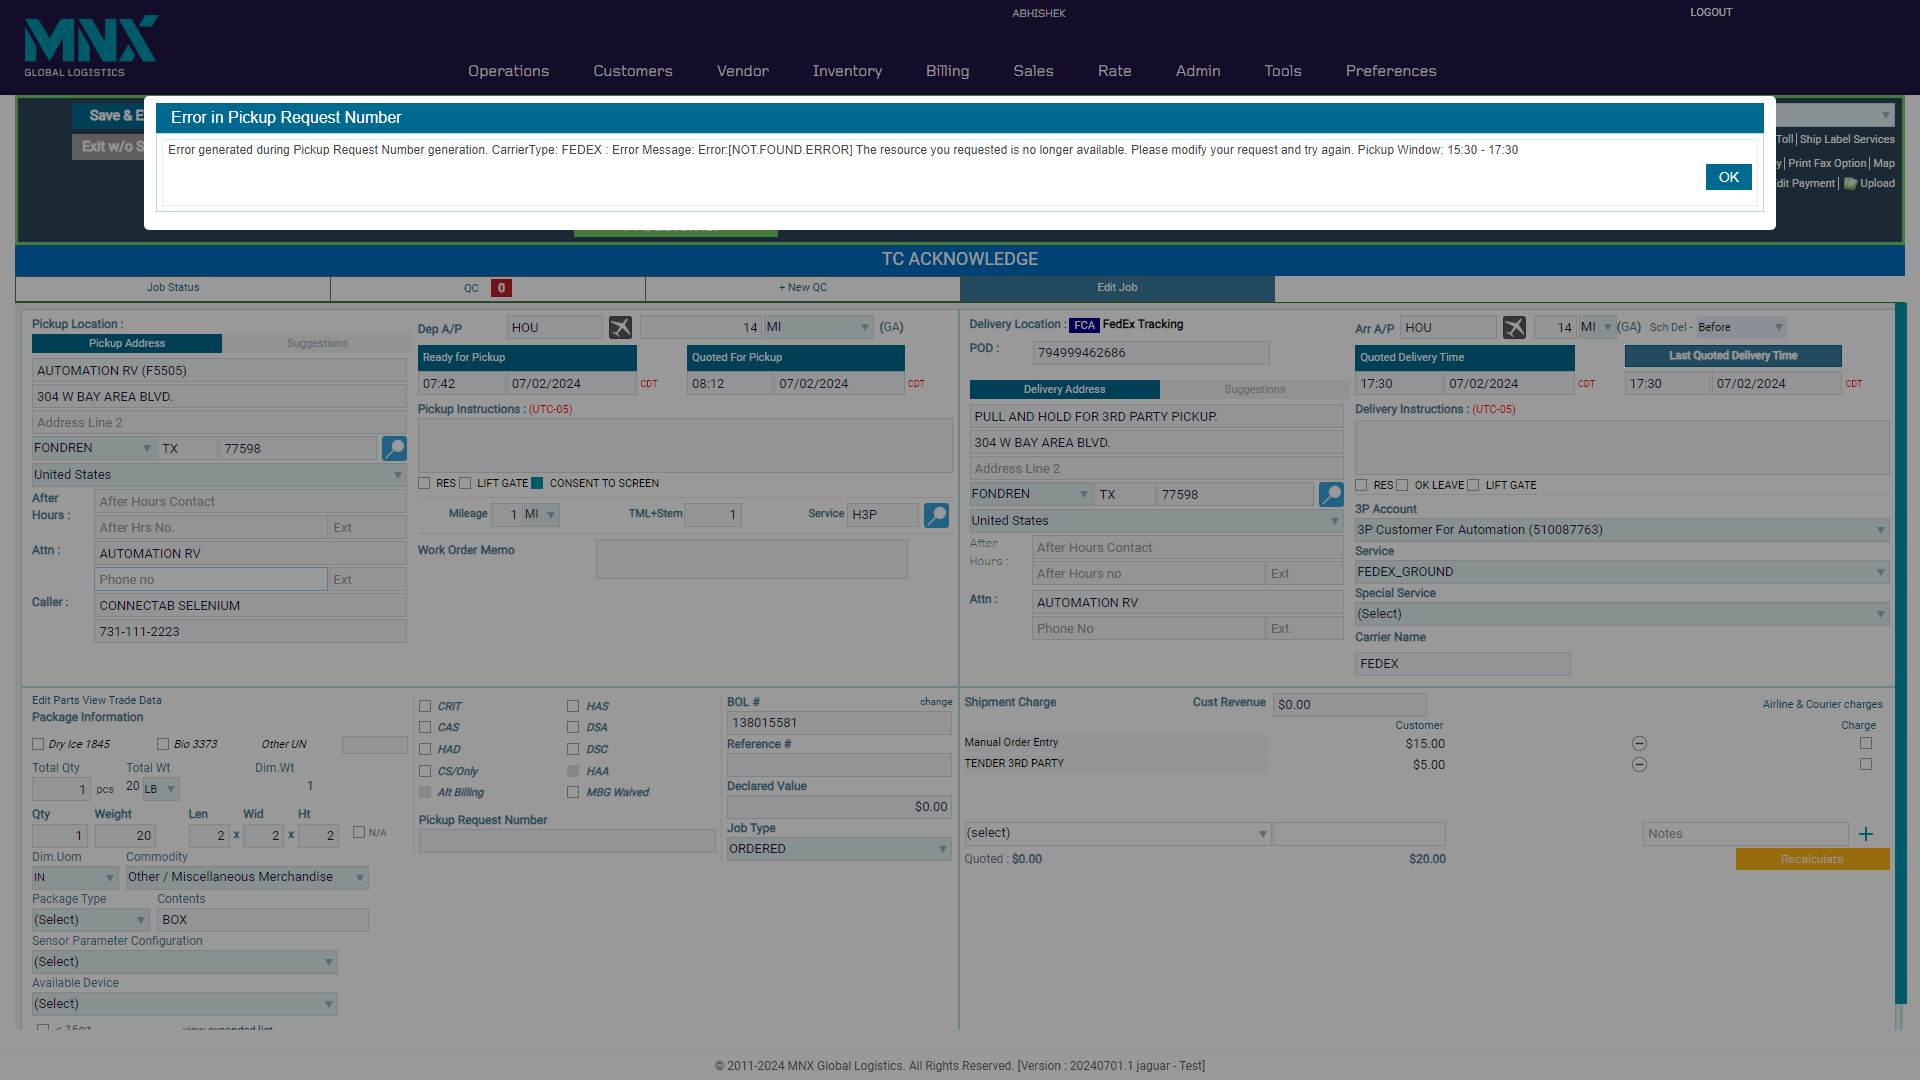 ABHISHEK
LOGOUT
MNX
GLOBAL LOGISTICS
Operations Customers Vendor Inventory Billing Sales Rate Admin Tools Preferences
Save & E
Exit w/o S
Error in Pickup Request Number
Error generated during Pickup Request Number generation. CarrierType: FEDEX : Error Message: Error:[NOT.FOUND.ERROR] The resource you requested is no longer available. Please modify your request and try again. Pickup Window: 15:30 - 17:30
OK
Toll | Ship Label Services
y | Print Fax Option | Map
dit Payment | Upload
TC ACKNOWLEDGE
Job Status QC 0 + New QC Edit Job
Pickup Location :
Pickup Address Suggestions
AUTOMATION RV (F5505)
304 W BAY AREA BLVD.
Address Line 2
FONDREN TX 77598
United States
After Hours : After Hours Contact
After Hrs No. Ext
Attn : AUTOMATION RV
Phone no Ext
Caller : CONNECTAB SELENIUM
731-111-2223
Dep A/P HOU 14 MI (GA)
Ready for Pickup Quoted For Pickup
07:42 07/02/2024 CDT 08:12 07/02/2024 CDT
Pickup Instructions : (UTC-05)
RES LIFT GATE CONSENT TO SCREEN
Mileage 1 MI TML+Stem 1 Service H3P
Work Order Memo
Delivery Location : FCA FedEx Tracking
POD : 794999462686
Delivery Address Suggestions
PULL AND HOLD FOR 3RD PARTY PICKUP.
304 W BAY AREA BLVD.
Address Line 2
FONDREN TX 77598
United States
After Hours : After Hours Contact
After Hours no Ext
Attn : AUTOMATION RV
Phone No Ext
Arr A/P HOU 14 MI (GA) Sch Del - Before
Quoted Delivery Time Last Quoted Delivery Time
17:30 07/02/2024 CDT 17:30 07/02/2024 CDT
Delivery Instructions : (UTC-05)
RES OK LEAVE LIFT GATE
3P Account
3P Customer For Automation (510087763)
Service
FEDEX_GROUND
Special Service
(Select)
Carrier Name
FEDEX
Edit Parts View Trade Data
Package Information
Dry Ice 1845 Bio 3373 Other UN
Total Qty Total Wt Dim.Wt
1 pcs 20 LB 1
Qty Weight Len Wid Ht
1 20 2 x 2 x 2 N/A
Dim.Uom Commodity
IN Other / Miscellaneous Merchandise
Package Type Contents
(Select) BOX
Sensor Parameter Configuration
(Select)
Available Device
(Select)
< 16oz view expanded list
CRIT HAS
CAS DSA
HAD DSC
CS/Only HAA
Alt Billing MBG Waived
Pickup Request Number
BOL # change
138015581
Reference #
Declared Value
$0.00
Job Type
ORDERED
Shipment Charge Cust Revenue $0.00 Airline & Courier charges
Customer Charge
Manual Order Entry $15.00
TENDER 3RD PARTY $5.00
(select) Notes
Quoted : $0.00 $20.00 Recalculate
© 2011-2024 MNX Global Logistics. All Rights Reserved. [Version : 20240701.1 jaguar - Test]